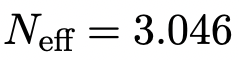 N_eff = 3.046